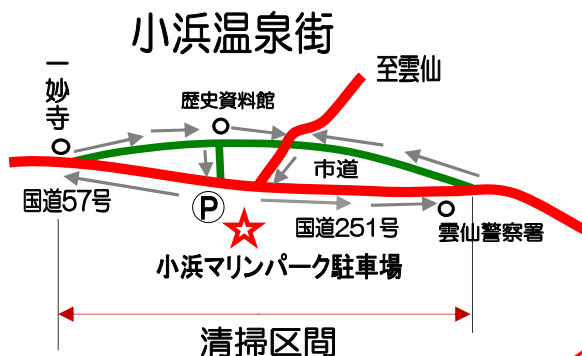 小浜温泉街
至雲仙
一妙寺
歴史資料館
市道
国道57号
P
国道251号
雲仙警察署
小浜マリンパーク駐車場
清掃区間